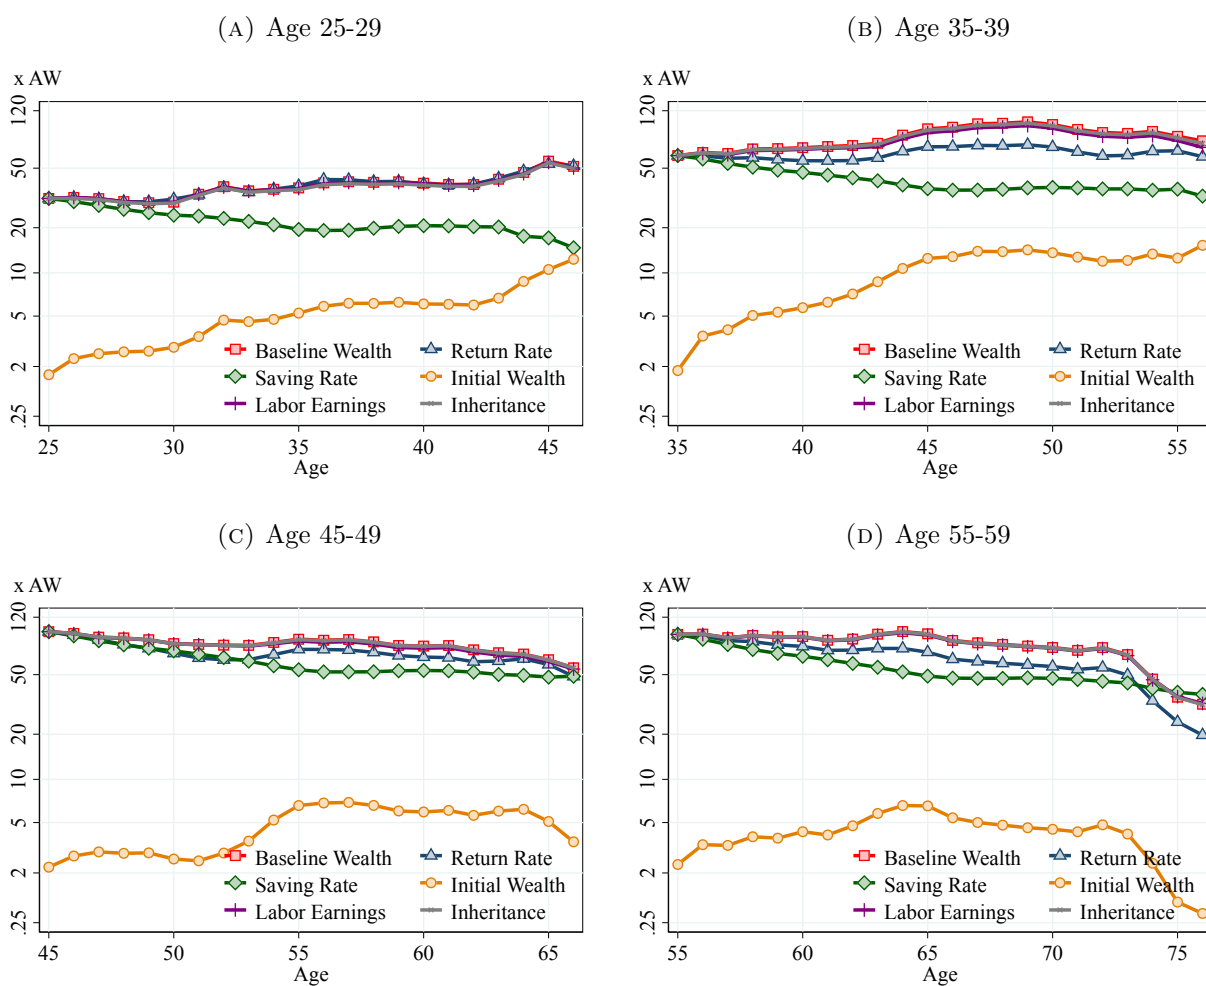 (A) Age 25-29
x AW
120
50
20
10
5
2
.25
Baseline Wealth
Return Rate
Saving Rate
Initial Wealth
Labor Earnings
Inheritance
25 30 35 40 45
Age
(B) Age 35-39
x AW
120
50
20
10
5
2
.25
Baseline Wealth
Return Rate
Saving Rate
Initial Wealth
Labor Earnings
Inheritance
35 40 45 50 55
Age
(C) Age 45-49
x AW
120
50
20
10
5
2
.25
Baseline Wealth
Return Rate
Saving Rate
Initial Wealth
Labor Earnings
Inheritance
45 50 55 60 65
Age
(D) Age 55-59
x AW
120
50
20
10
5
2
.25
Baseline Wealth
Return Rate
Saving Rate
Initial Wealth
Labor Earnings
Inheritance
55 60 65 70 75
Age